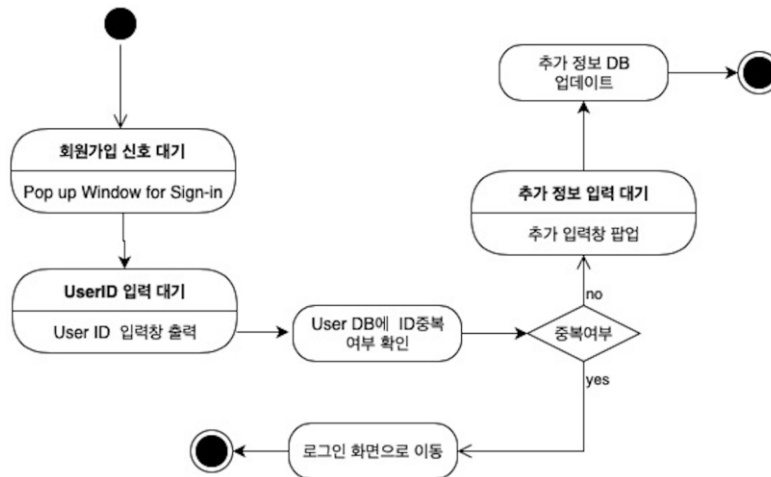 회원가입 신호 대기
Pop up Window for Sign-in
UserID 입력 대기
User ID 입력창 출력
User DB에 ID중복
여부 확인
중복여부
no
추가 정보 입력 대기
추가 입력창 팝업
추가 정보 DB
업데이트
yes
로그인 화면으로 이동